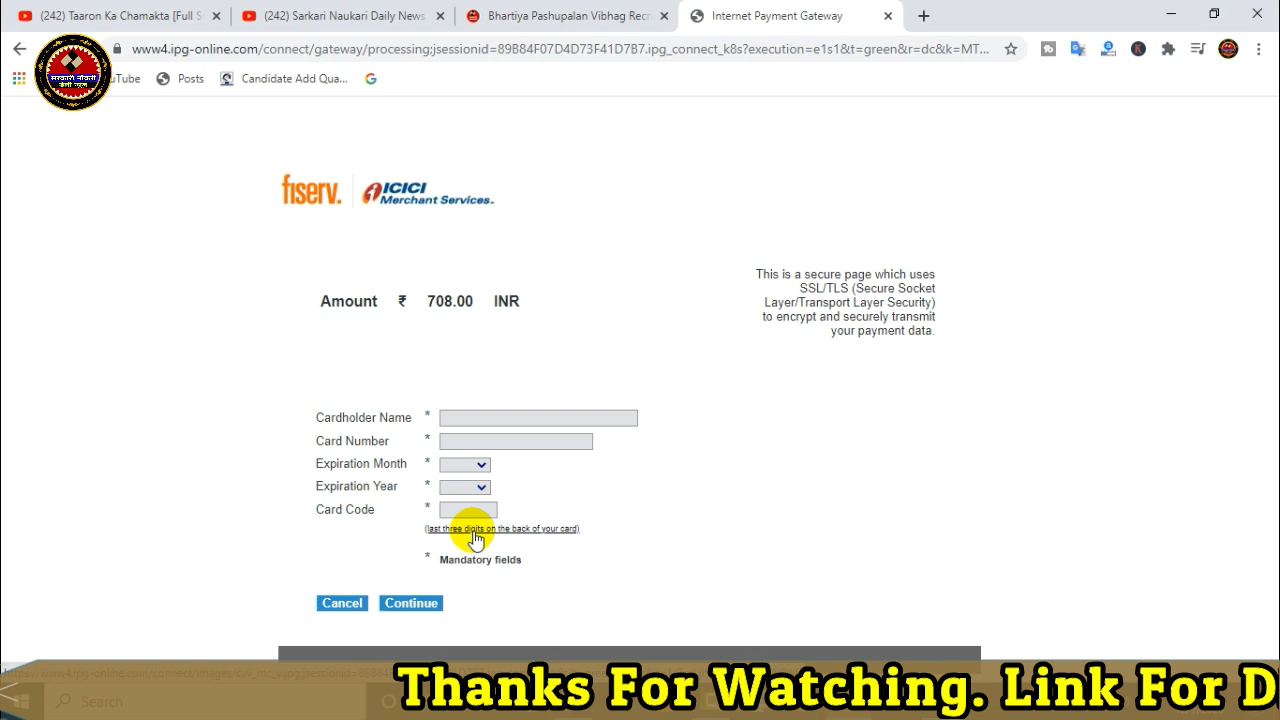 (242) Taaron Ka Chamakta [Full S
(242) Sarkari Naukari Daily News
Bhartiya Pashupalan Vibhag Recr
Internet Payment Gateway
www4.ipg-online.com/connect/gateway/processing;jsessionid=89B84F07D4D73F41D7B7.ipg_connect_k8s?execution=e1s1&t=green&r=dc&k=MT...
सरकारी नौकरी
डेली न्यूज
uTube
Posts
Candidate Add Qua...
fiserv.
ICICI
Merchant Services
This is a secure page which uses
SSL/TLS (Secure Socket
Layer/Transport Layer Security)
to encrypt and securely transmit
your payment data.
Amount ₹ 708.00 INR
Cardholder Name *
Card Number *
Expiration Month *
Expiration Year *
Card Code *
(last three digits on the back of your card)
* Mandatory fields
Cancel
Continue
Thanks For Watching. Link For D
Search